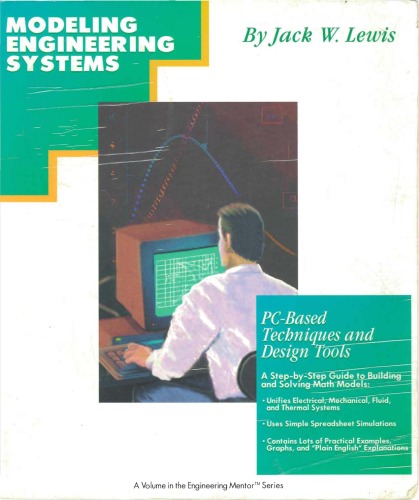 MODELING
ENGINEERING
SYSTEMS
By Jack W. Lewis
PC-Based
Techniques and
Design Tools
A Step-by-Step Guide to Building
and Solving Math Models:
• Unifies Electrical, Mechanical, Fluid,
and Thermal Systems
• Uses Simple Spreadsheet Simulations
• Contains Lots of Practical Examples,
Graphs, and "Plain English" Explanations
A Volume in the Engineering Mentor™ Series